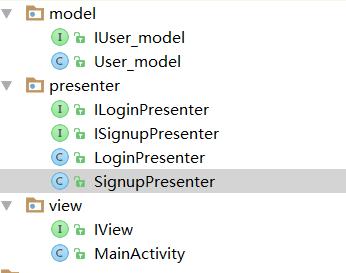 model
IUser_model
User_model
presenter
ILoginPresenter
ISignupPresenter
LoginPresenter
SignupPresenter
view
IView
MainActivity